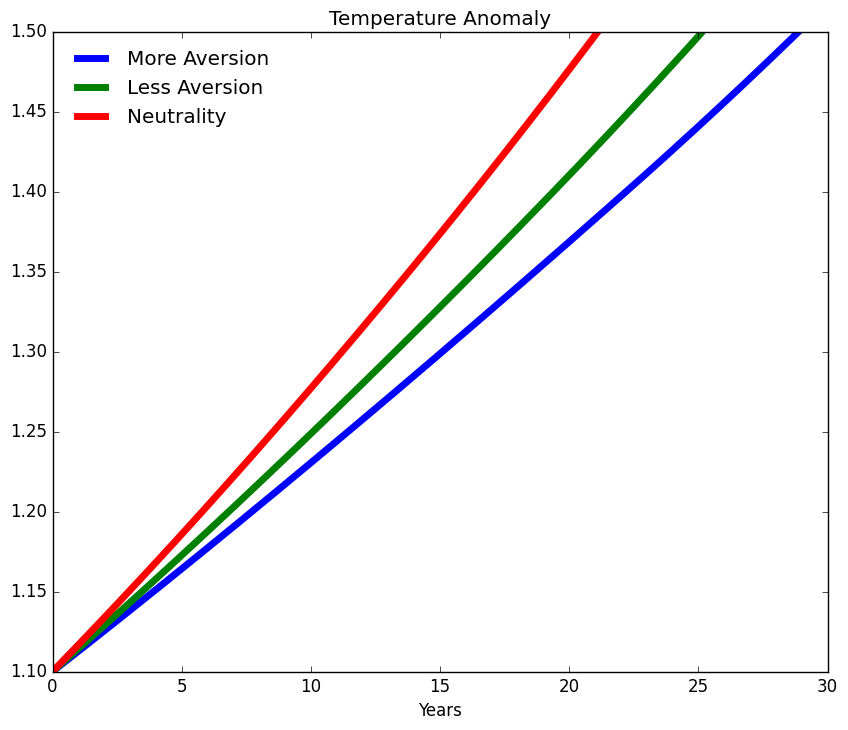 Temperature Anomaly
More Aversion
Less Aversion
Neutrality
1.50
1.45
1.40
1.35
1.30
1.25
1.20
1.15
1.10
0 5 10 15 20 25 30
Years